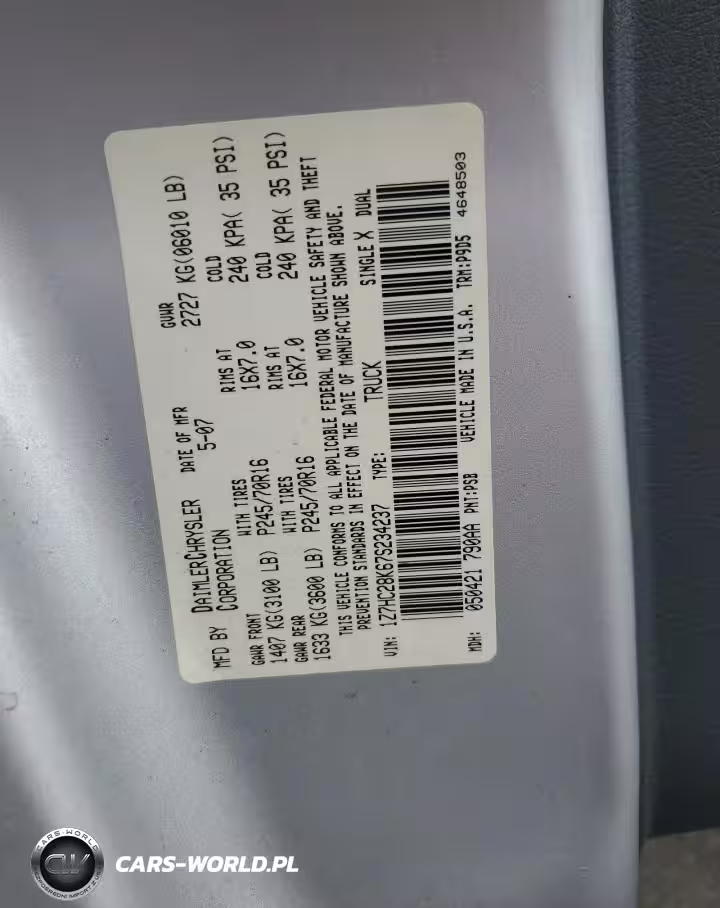 MFD BY DAIMLERCHRYSLER CORPORATION DATE OF MFR 5-07 GVWR 2727 KG(06010 LB)
GAWR FRONT WITH TIRES RIMS AT COLD
1407 KG(3100 LB) P245/70R16 16X7.0 240 KPA( 35 PSI)
GAWR REAR WITH TIRES RIMS AT COLD
1633 KG(3600 LB) P245/70R16 16X7.0 240 KPA( 35 PSI)
THIS VEHICLE CONFORMS TO ALL APPLICABLE FEDERAL MOTOR VEHICLE SAFETY AND THEFT
PREVENTION STANDARDS IN EFFECT ON THE DATE OF MANUFACTURE SHOWN ABOVE.
VIN: 1Z7HC28K67S234237 TYPE: TRUCK SINGLE X DUAL
MDH: 050421 790AA PNT:PSB VEHICLE MADE IN U.S.A. TRM:P9D5 4648503
CARS-WORLD
CW
CARS-WORLD.PL